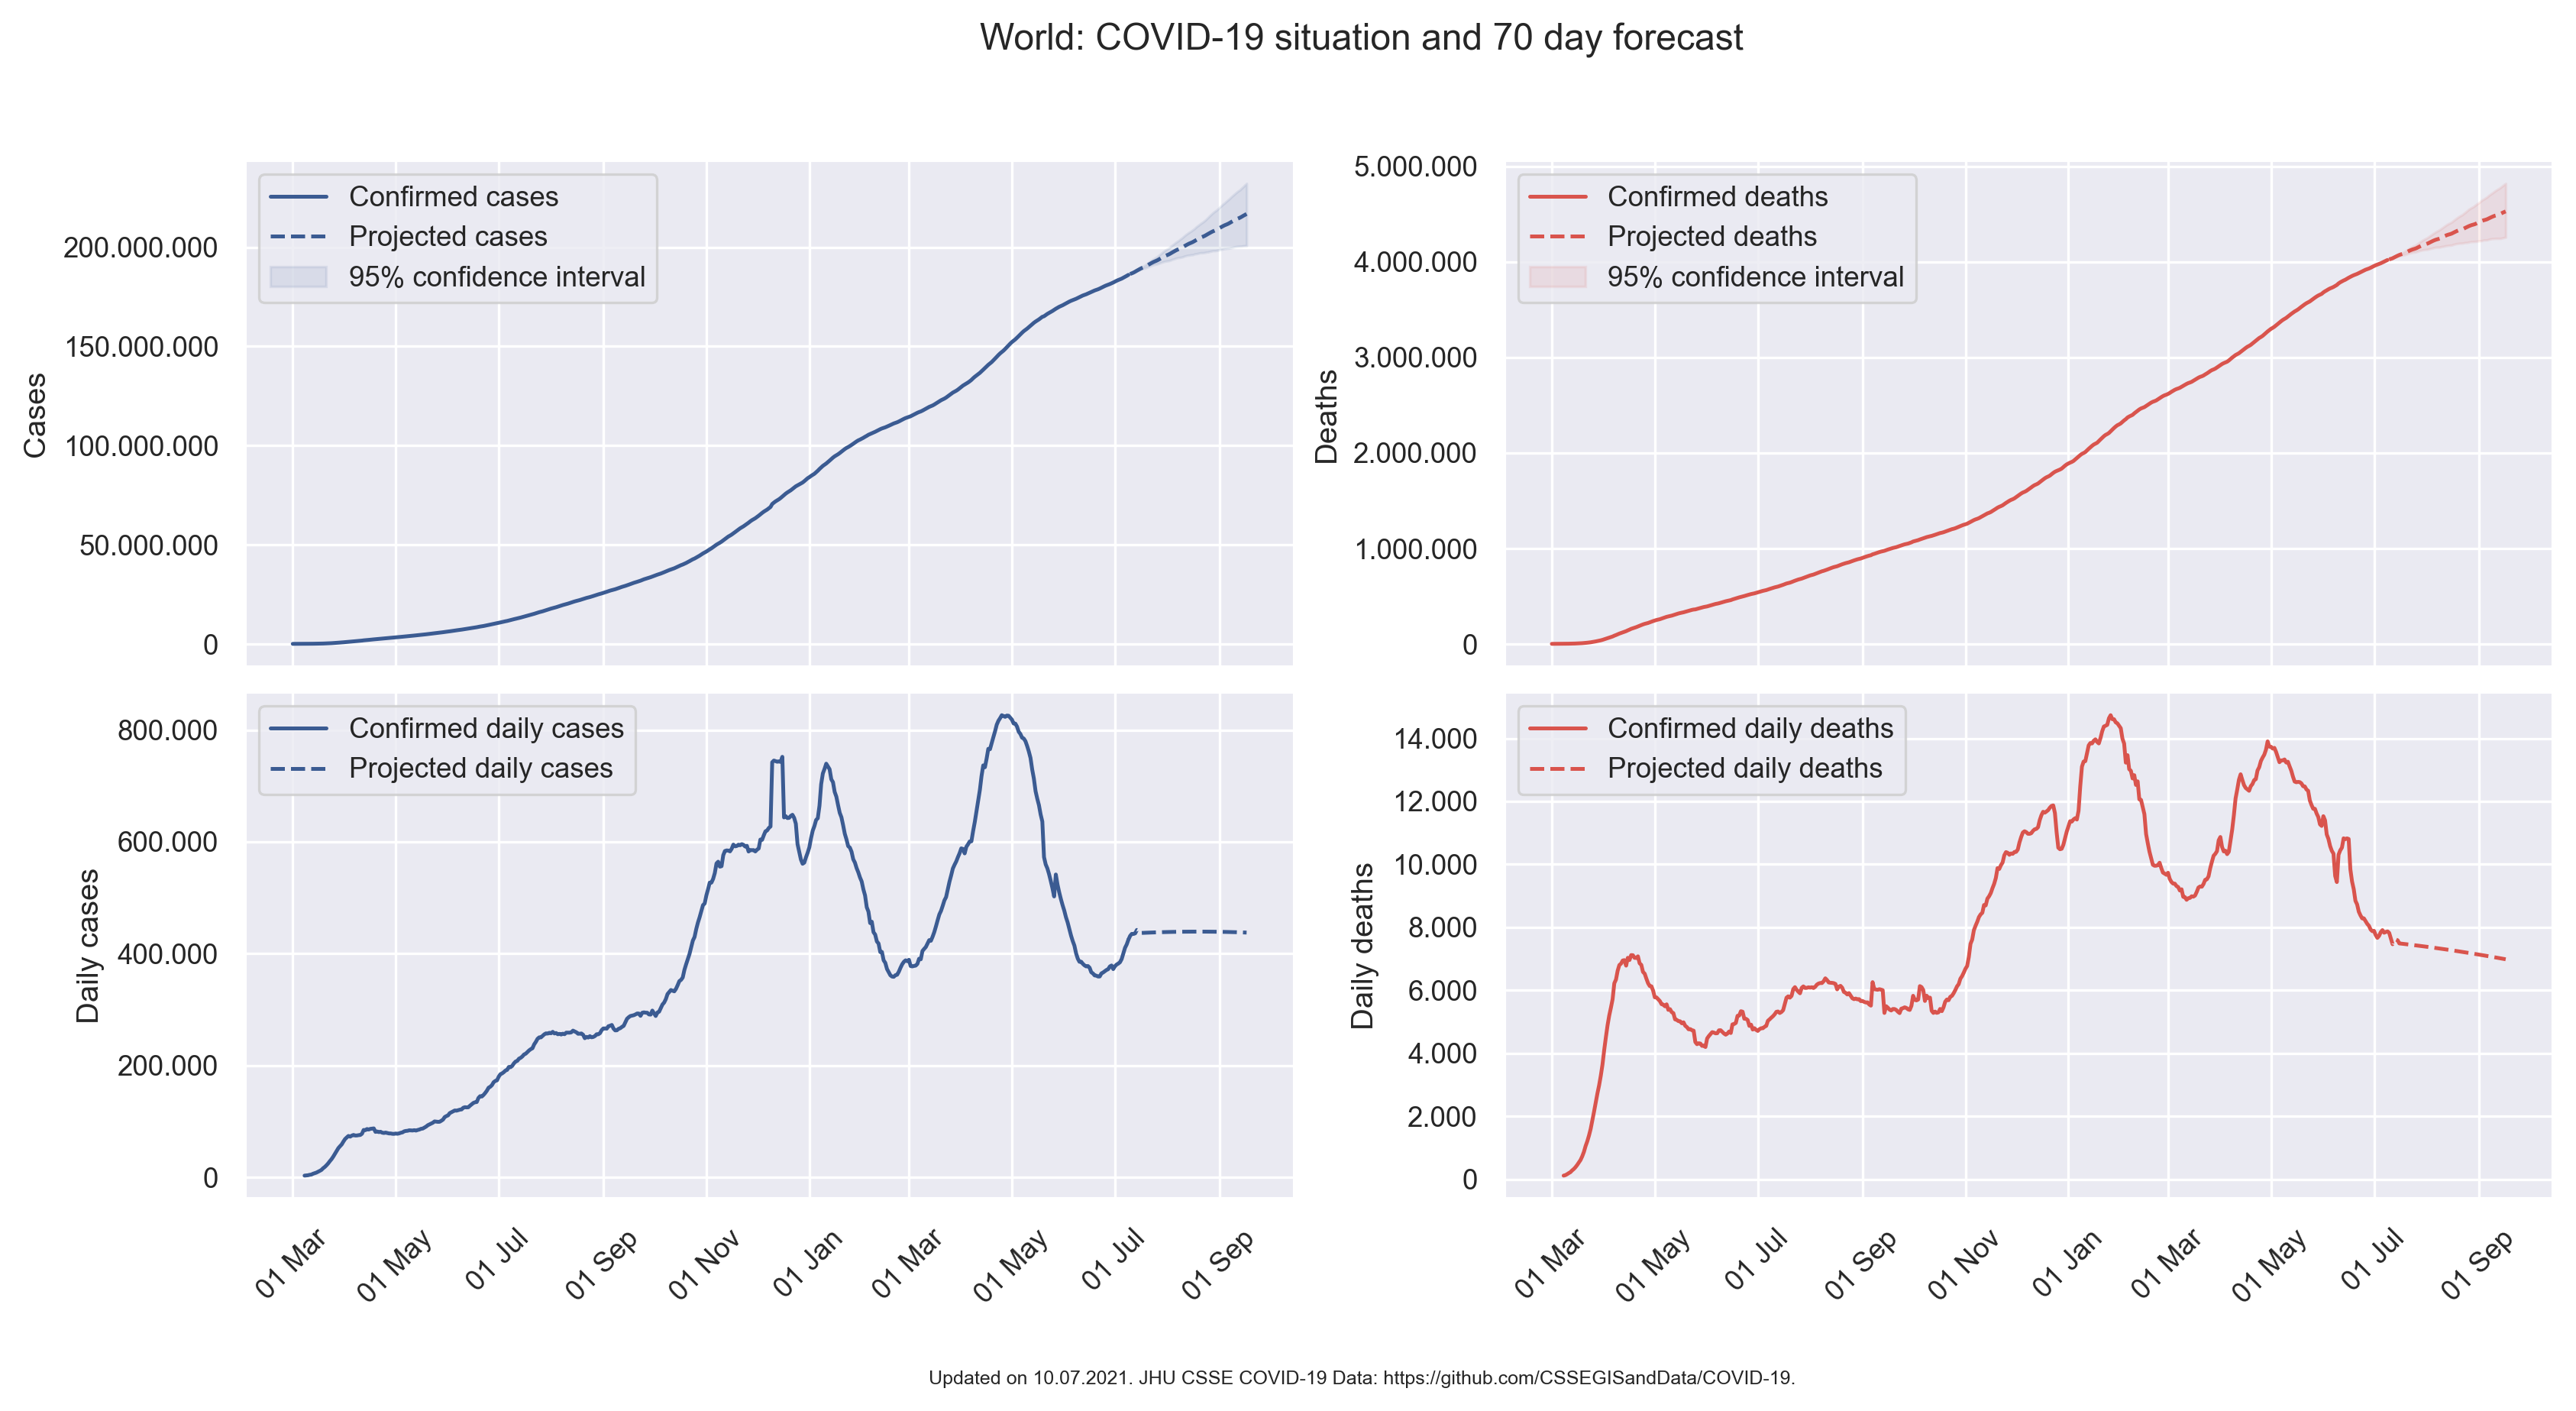 World: COVID-19 situation and 70 day forecast
Confirmed cases
Projected cases
95% confidence interval
200.000.000
150.000.000
100.000.000
50.000.000
0
Cases
Confirmed deaths
Projected deaths
95% confidence interval
5.000.000
4.000.000
3.000.000
2.000.000
1.000.000
0
Deaths
Confirmed daily cases
Projected daily cases
800.000
600.000
400.000
200.000
0
Daily cases
01 Mar
01 May
01 Jul
01 Sep
01 Nov
01 Jan
01 Mar
01 May
01 Jul
01 Sep
Confirmed daily deaths
Projected daily deaths
14.000
12.000
10.000
8.000
6.000
4.000
2.000
0
Daily deaths
01 Mar
01 May
01 Jul
01 Sep
01 Nov
01 Jan
01 Mar
01 May
01 Jul
01 Sep
Updated on 10.07.2021. JHU CSSE COVID-19 Data: https://github.com/CSSEGISandData/COVID-19.